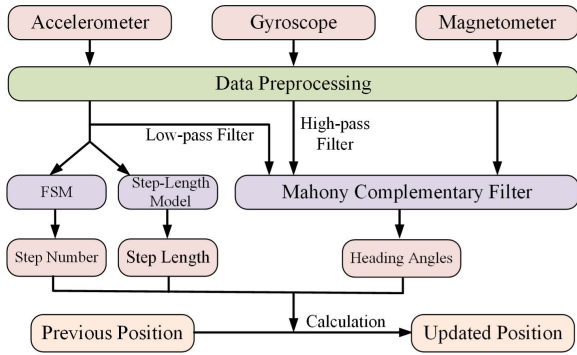 Accelerometer
Gyroscope
Magnetometer
Data Preprocessing
Low-pass Filter
High-pass
Filter
FSM
Step-Length
Model
Mahony Complementary Filter
Step Number
Step Length
Heading Angles
Previous Position
Calculation
Updated Position